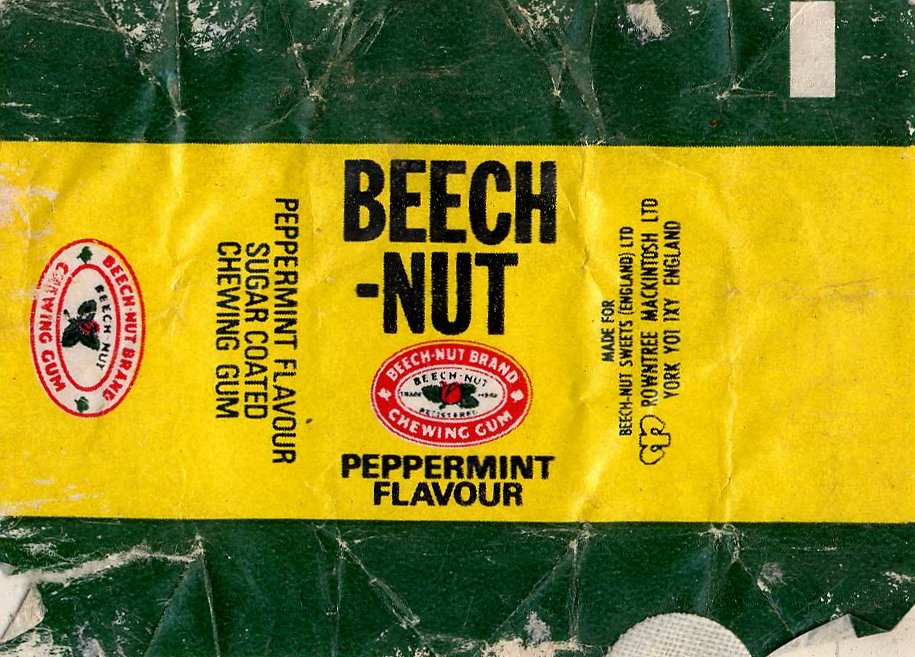 BEECH-NUT BRAND
BEECH-NUT
CHEWING GUM
PEPPERMINT FLAVOUR
SUGAR COATED
CHEWING GUM
BEECH
-NUT
BEECH-NUT BRAND
BEECH-NUT
TRADE MARK
REGISTERED
CHEWING GUM
PEPPERMINT
FLAVOUR
MADE FOR
BEECH-NUT SWEETS (ENGLAND) LTD
ROWNTREE MACKINTOSH LTD
YORK YO1 1XY ENGLAND